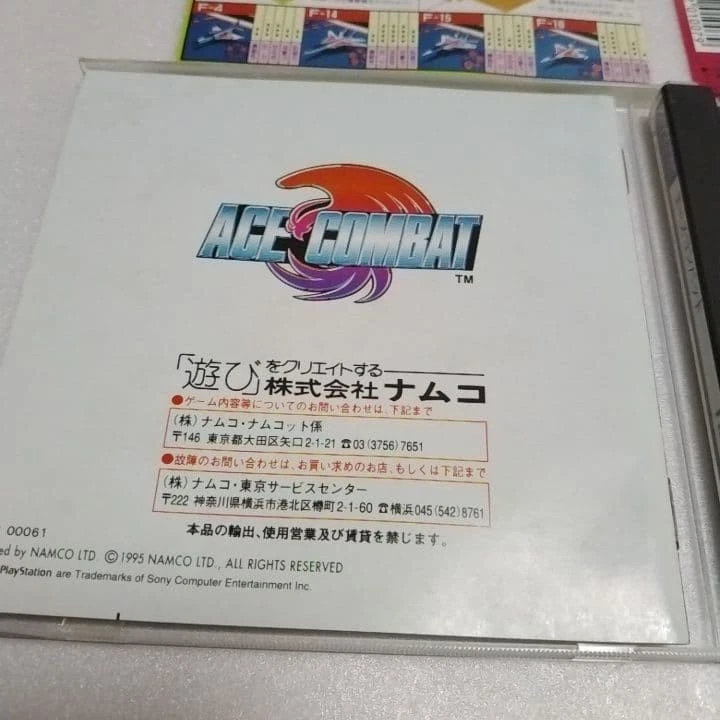 F-4
F-14
F-15
F-16
ACE COMBAT
TM
「遊び」をクリエイトする
株式会社ナムコ
●ゲーム内容等についてのお問い合わせは、下記まで
(株)ナムコ・ナムコット係
〒146 東京都大田区矢口2-1-21 ☎03(3756)7651
●故障のお問い合わせは、お買い求めのお店、もしくは下記まで
(株)ナムコ・東京サービスセンター
〒222 神奈川県横浜市港北区樽町2-1-60 ☎横浜045(542)8761
本品の輸出、使用営業及び賃貸を禁じます。
00061
by NAMCO LTD ©1995 NAMCO LTD., ALL RIGHTS RESERVED
PlayStation are Trademarks of Sony Computer Entertainment Inc.